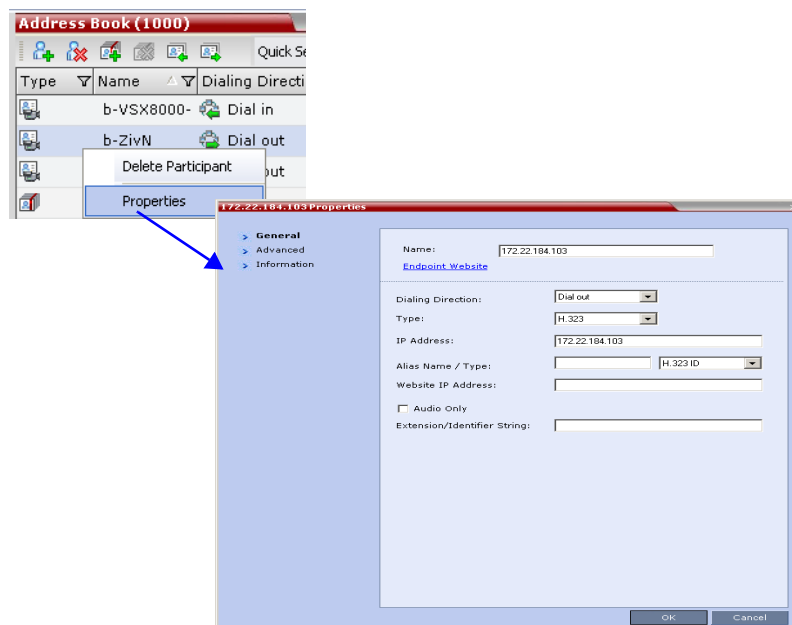 Address Book (1000)
Quick Se
Type Name Dialing Directi
b-VSX8000- Dial in
b-ZivN Dial out
Delete Participant
out
Properties
172.22.184.103 Properties
General
Advanced
Information
Name: 172.22.184.103
Endpoint Website
Dialing Direction: Dial out
Type: H.323
IP Address: 172.22.184.103
Alias Name / Type: H.323 ID
Website IP Address:
Audio Only
Extension/Identifier String:
OK Cancel